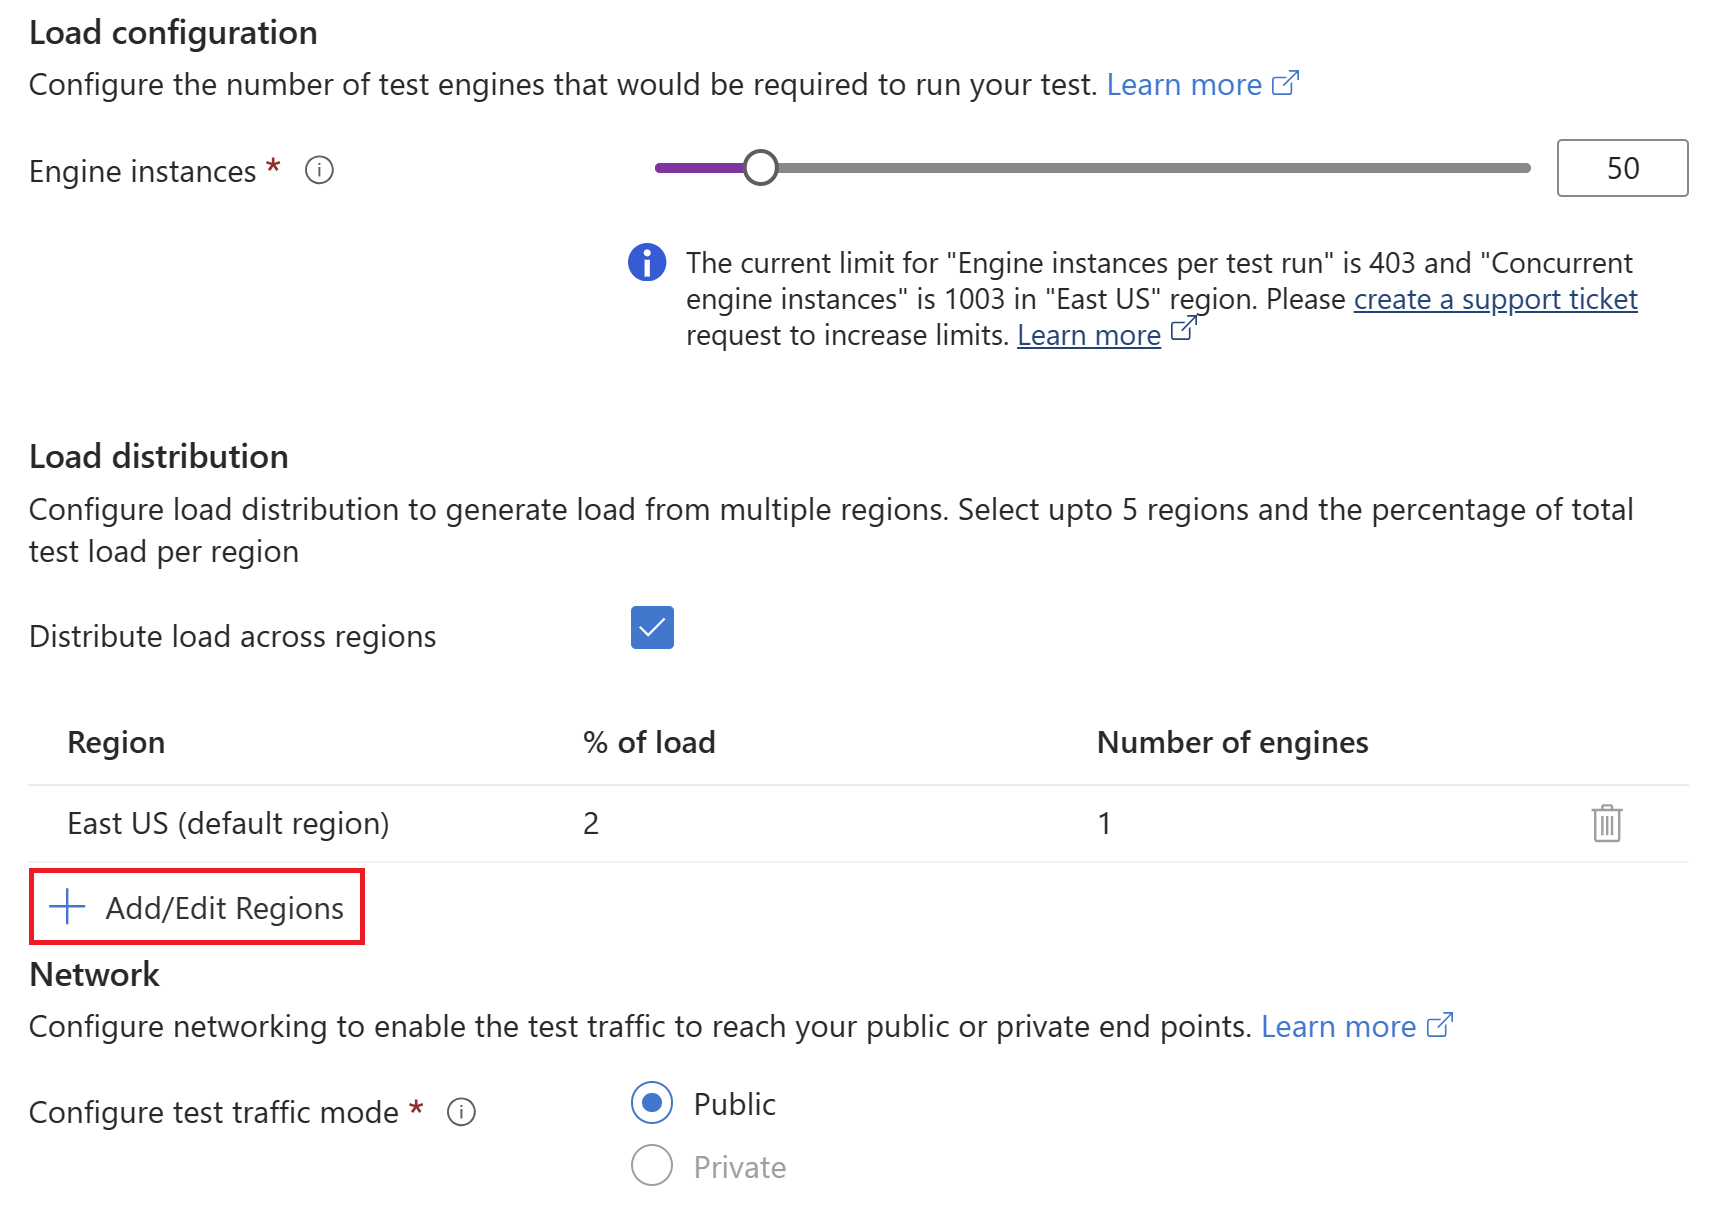 Load configuration
Configure the number of test engines that would be required to run your test. Learn more
Engine instances *
50
The current limit for "Engine instances per test run" is 403 and "Concurrent
engine instances" is 1003 in "East US" region. Please create a support ticket
request to increase limits. Learn more
Load distribution
Configure load distribution to generate load from multiple regions. Select upto 5 regions and the percentage of total
test load per region
Distribute load across regions
Region % of load Number of engines
East US (default region) 2 1
Add/Edit Regions
Network
Configure networking to enable the test traffic to reach your public or private end points. Learn more
Configure test traffic mode *
Public
Private